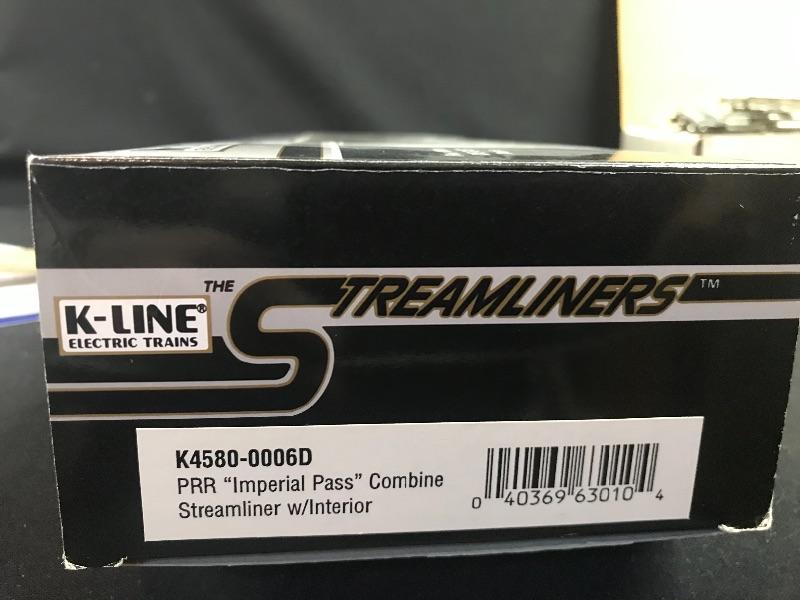 THE STREAMLINERS™
K-LINE®
ELECTRIC TRAINS
K4580-0006D
PRR "Imperial Pass" Combine
Streamliner w/Interior
0 40369 63010 4